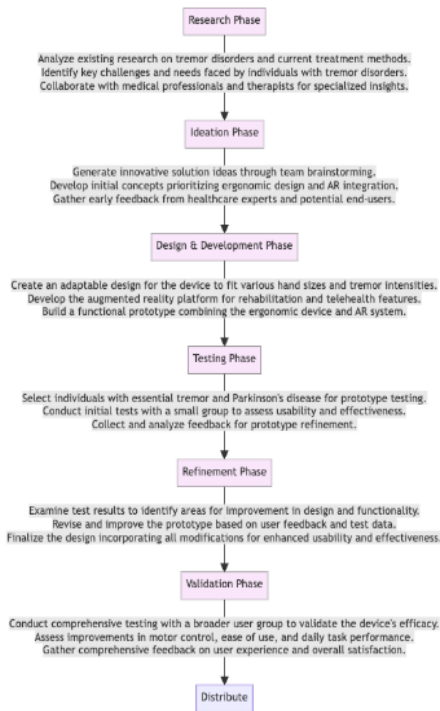 Research Phase
Analyze existing research on tremor disorders and current treatment methods.
Identify key challenges and needs faced by individuals with tremor disorders.
Collaborate with medical professionals and therapists for specialized insights.
Ideation Phase
Generate innovative solution ideas through team brainstorming.
Develop initial concepts prioritizing ergonomic design and AR integration.
Gather early feedback from healthcare experts and potential end-users.
Design & Development Phase
Create an adaptable design for the device to fit various hand sizes and tremor intensities.
Develop the augmented reality platform for rehabilitation and telehealth features.
Build a functional prototype combining the ergonomic device and AR system.
Testing Phase
Select individuals with essential tremor and Parkinson's disease for prototype testing.
Conduct initial tests with a small group to assess usability and effectiveness.
Collect and analyze feedback for prototype refinement.
Refinement Phase
Examine test results to identify areas for improvement in design and functionality.
Revise and improve the prototype based on user feedback and test data.
Finalize the design incorporating all modifications for enhanced usability and effectiveness.
Validation Phase
Conduct comprehensive testing with a broader user group to validate the device's efficacy.
Assess improvements in motor control, ease of use, and daily task performance.
Gather comprehensive feedback on user experience and overall satisfaction.
Distribute